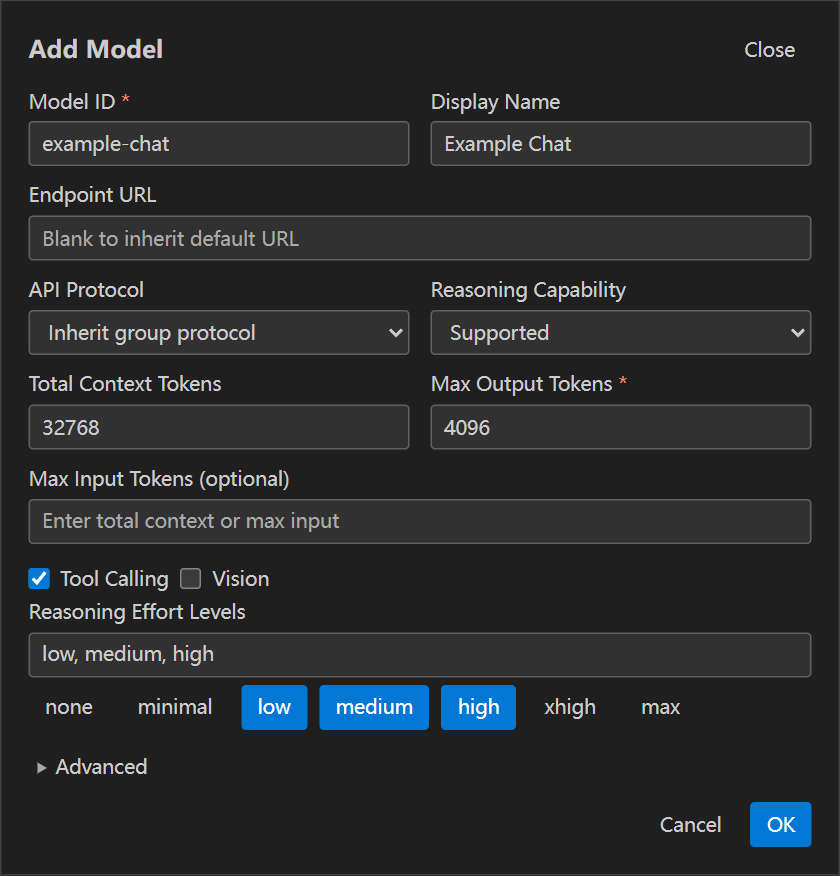 Add Model
Close
Model ID *
Display Name
example-chat
Example Chat
Endpoint URL
Blank to inherit default URL
API Protocol
Reasoning Capability
Inherit group protocol
Supported
Total Context Tokens
Max Output Tokens *
32768
4096
Max Input Tokens (optional)
Enter total context or max input
Tool Calling
Vision
Reasoning Effort Levels
low, medium, high
none minimal low medium high xhigh max
Advanced
Cancel
OK